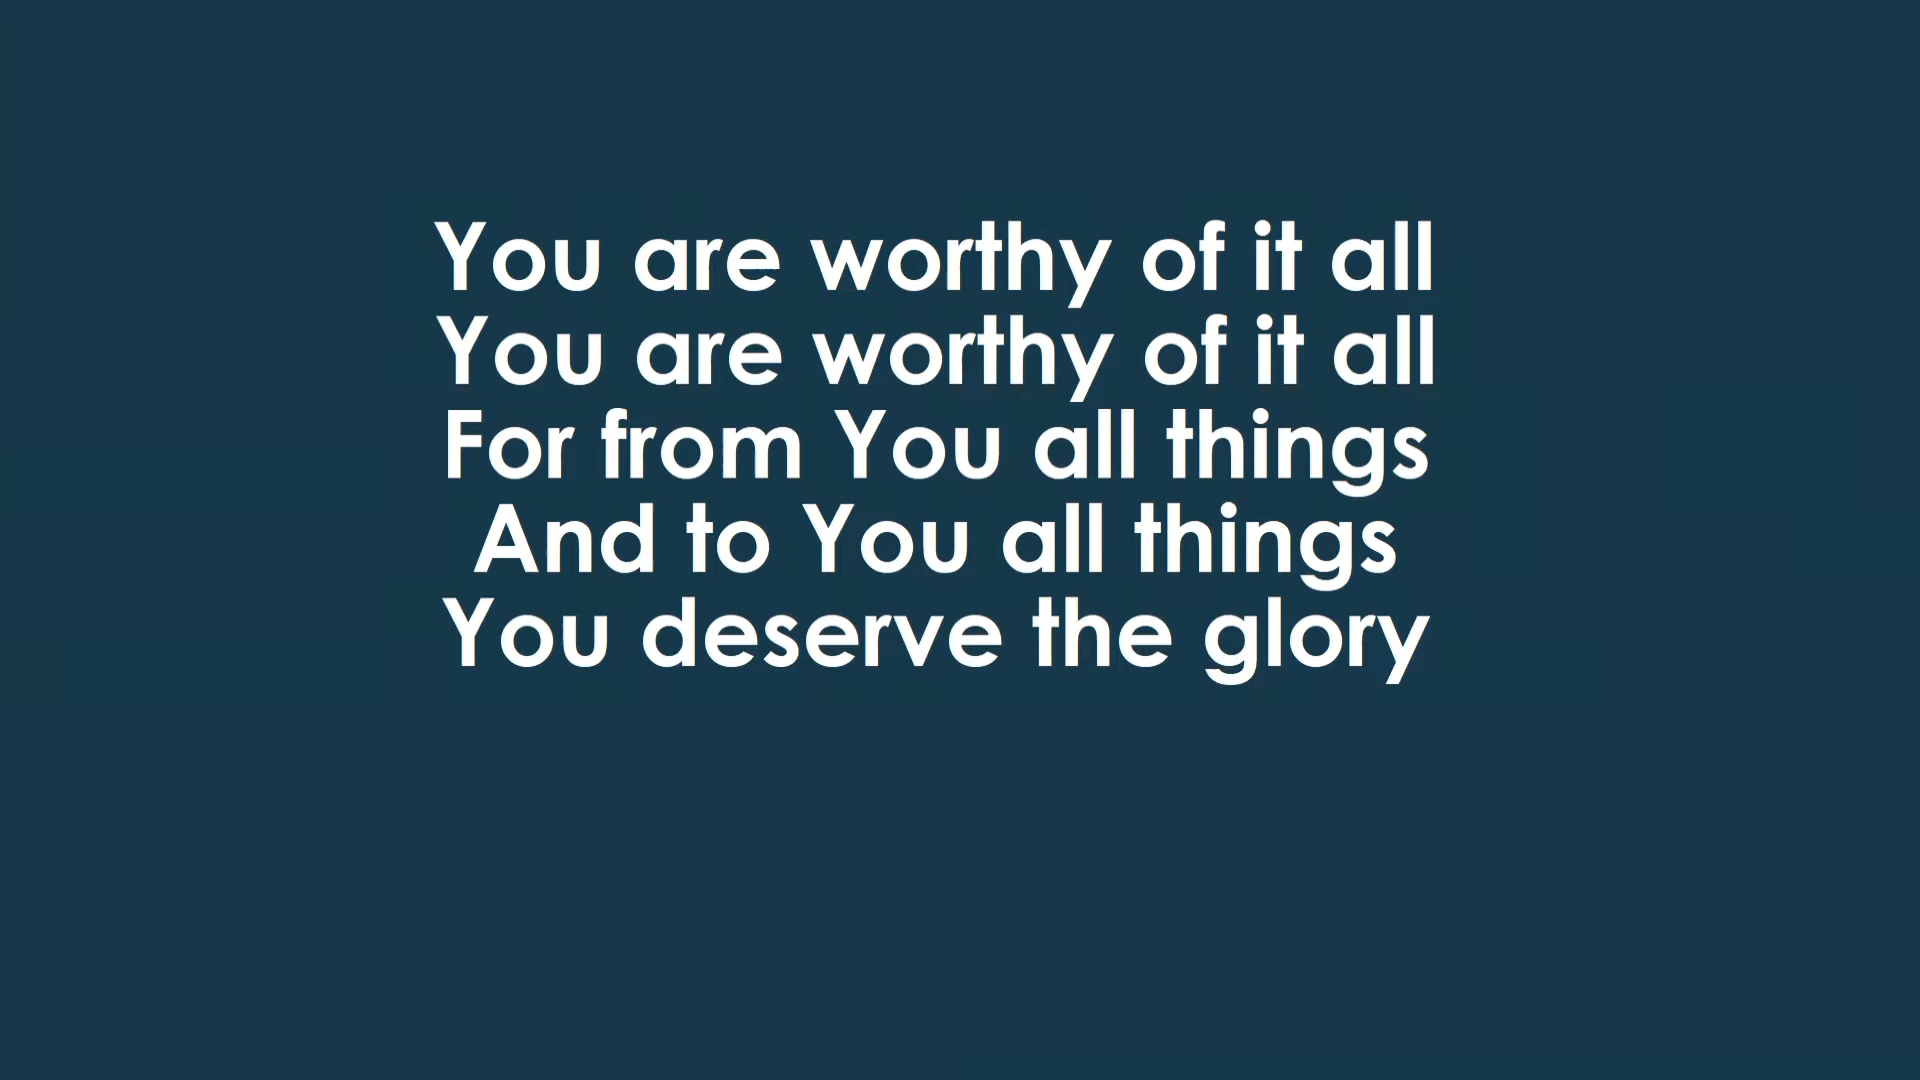 You are worthy of it all
You are worthy of it all
For from You all things
And to You all things
You deserve the glory